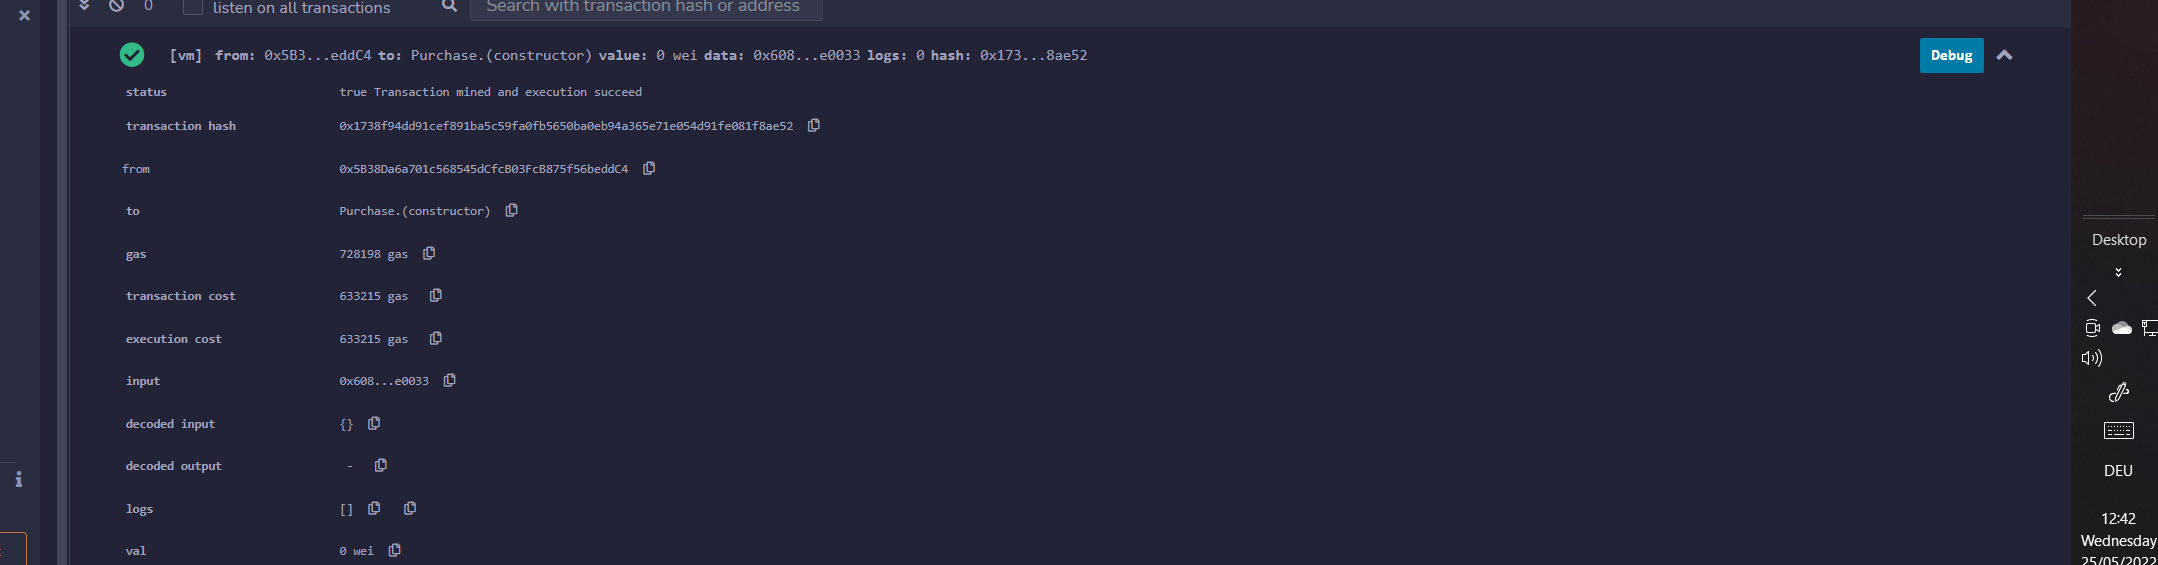 0 listen on all transactions Search with transaction hash or address
[vm] from: 0x5B3...eddC4 to: Purchase.(constructor) value: 0 wei data: 0x608...e0033 logs: 0 hash: 0x173...8ae52 Debug
status true Transaction mined and execution succeed
transaction hash 0x1738f94dd91cef891ba5c59fa0fb5650ba0eb94a365e71e054d91fe081f8ae52
from 0x5B38Da6a701c568545dCfcB03FcB875f56beddC4
to Purchase.(constructor)
gas 728198 gas
transaction cost 633215 gas
execution cost 633215 gas
input 0x608...e0033
decoded input {}
decoded output -
logs []
val 0 wei
Desktop
DEU
12:42
Wednesday
25/05/2022